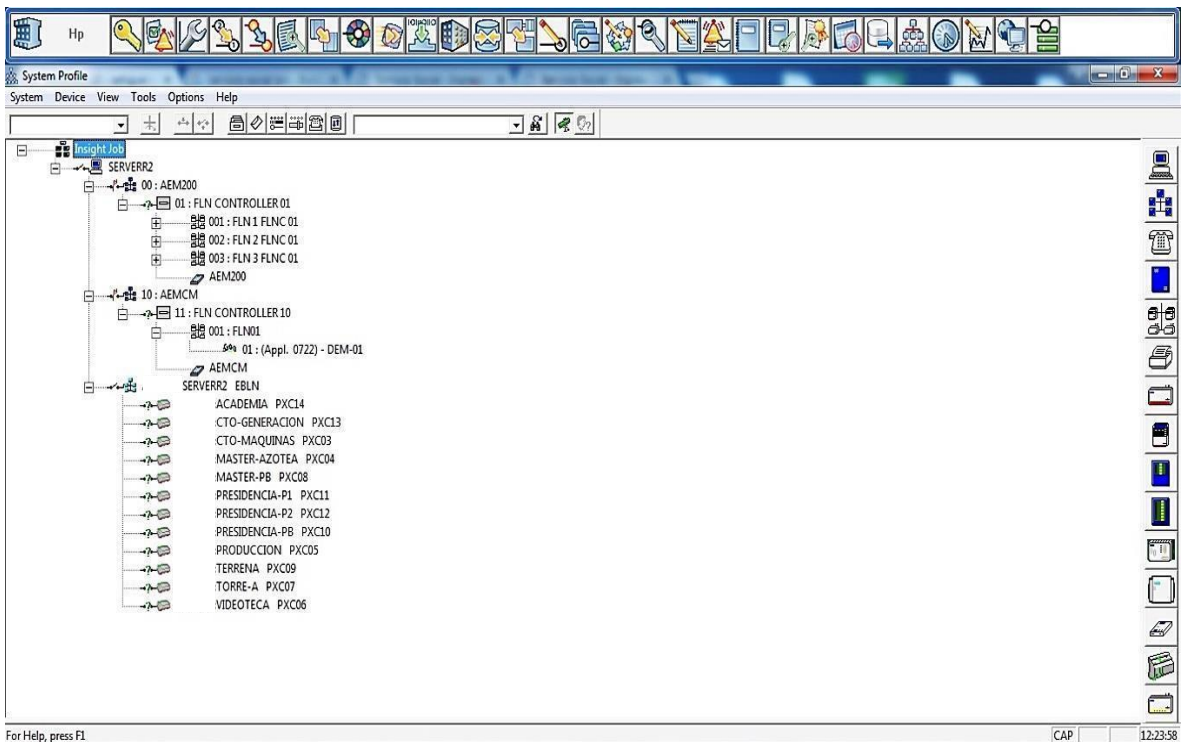 Hp
System Profile
System Device View Tools Options Help
Insight Job
SERVERR2
00 : AEM200
01 : FLN CONTROLLER 01
001 : FLN 1 FLNC 01
002 : FLN 2 FLNC 01
003 : FLN 3 FLNC 01
AEM200
10 : AEMCM
11 : FLN CONTROLLER 10
001 : FLN01
01 : (Appl. 0722) - DEM-01
AEMCM
SERVERR2 EBLN
:ACADEMIA PXC14
:CTO-GENERACION PXC13
:CTO-MAQUINAS PXC03
:MASTER-AZOTEA PXC04
:MASTER-PB PXC08
:PRESIDENCIA-P1 PXC11
:PRESIDENCIA-P2 PXC12
:PRESIDENCIA-PB PXC10
:PRODUCCION PXC05
:TERRENA PXC09
:TORRE-A PXC07
:VIDEOTECA PXC06
For Help, press F1 CAP 12:23:58